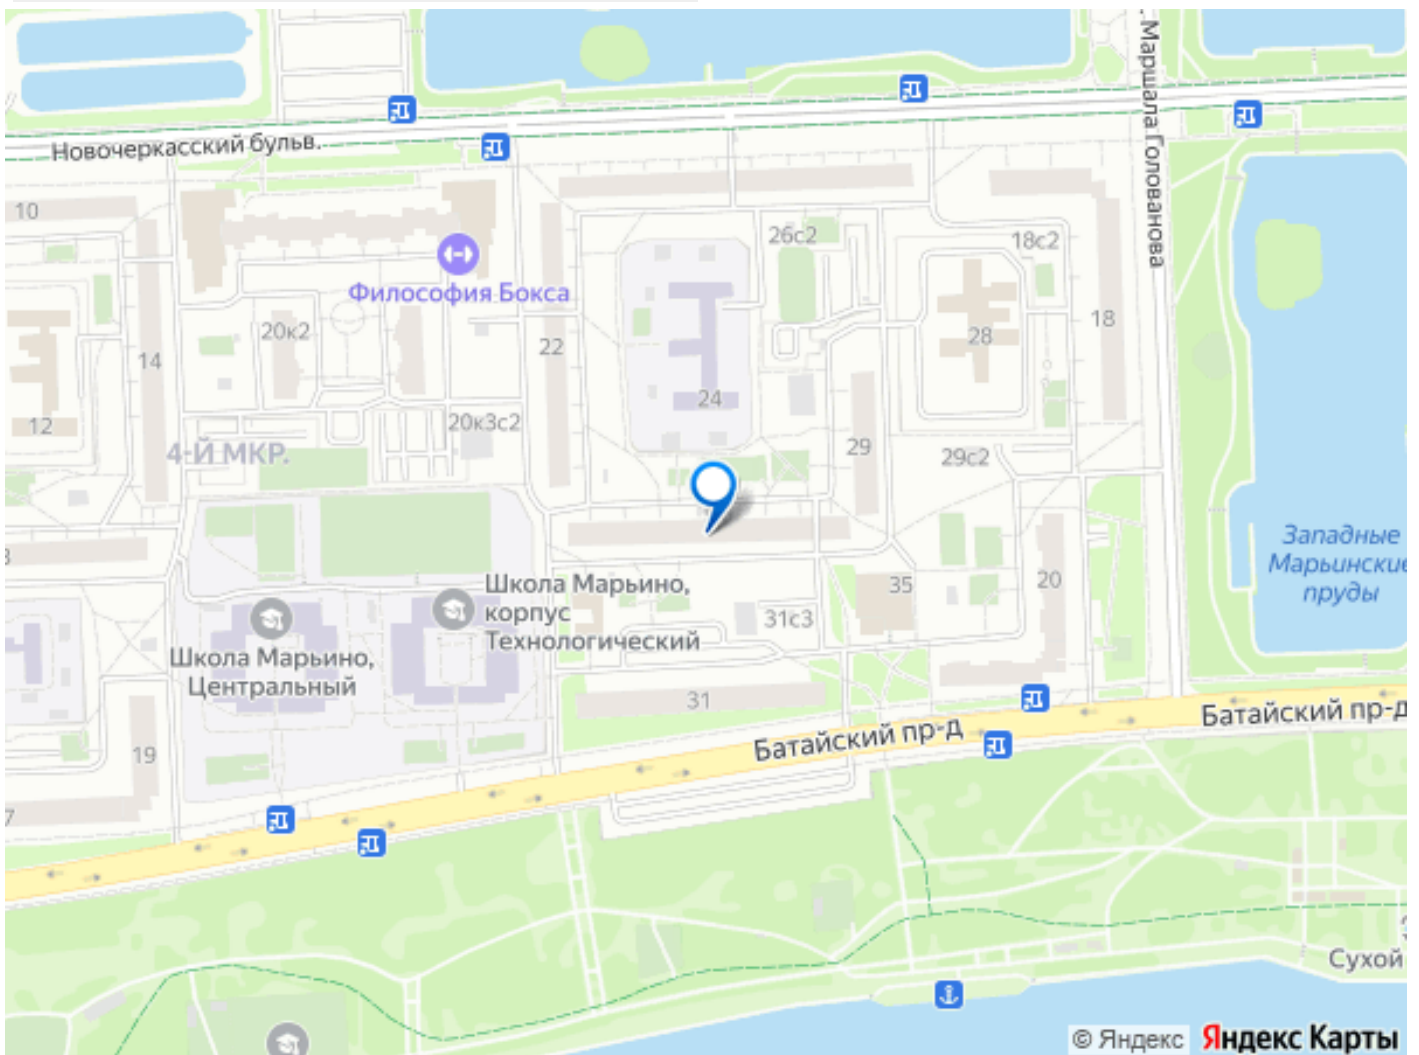 Новочеркасский бульв.
. Маршала Голованова
10
26с2
18с2
Философия Бокса
20к2
14
22
28
18
24
12
20к3с2
4-Й МКР.
29
29с2
Западные
Марьинские
пруды
Школа Марьино,
корпус
Технологический
35
20
31с3
Школа Марьино,
Центральный
31
Батайский пр-д
Батайский пр-д
19
7
Сухой
© Яндекс
Яндекс Карты